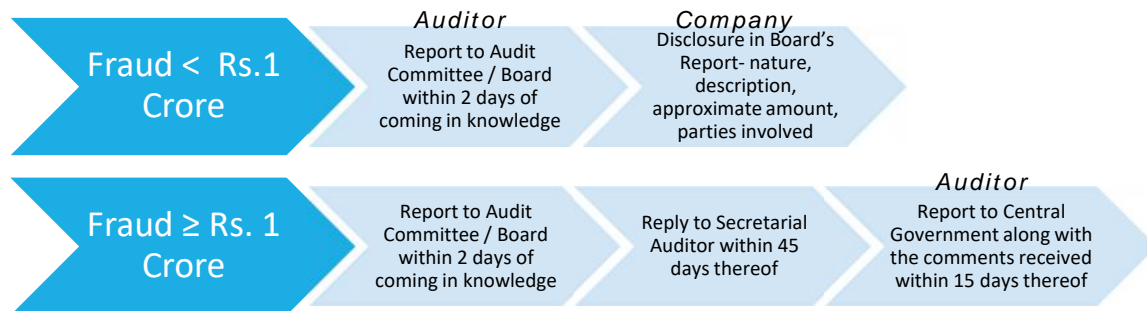 Fraud < Rs.1
Crore
Auditor
Report to Audit
Committee / Board
within 2 days of
coming in knowledge
Company
Disclosure in Board's
Report- nature,
description,
approximate amount,
parties involved
Fraud ≥ Rs. 1
Crore
Report to Audit
Committee / Board
within 2 days of
coming in knowledge
Reply to Secretarial
Auditor within 45
days thereof
Auditor
Report to Central
Government along with
the comments received
within 15 days thereof